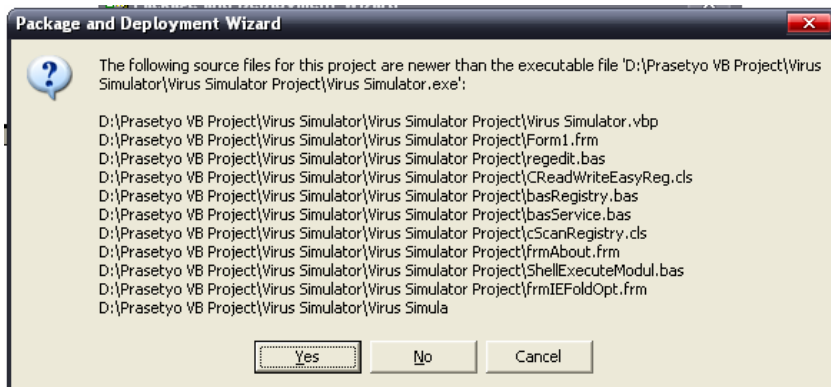 Package and Deployment Wizard
The following source files for this project are newer than the executable file 'D:\Prasetyo VB Project\Virus
Simulator\Virus Simulator Project\Virus Simulator.exe':
D:\Prasetyo VB Project\Virus Simulator\Virus Simulator Project\Virus Simulator.vbp
D:\Prasetyo VB Project\Virus Simulator\Virus Simulator Project\Form1.frm
D:\Prasetyo VB Project\Virus Simulator\Virus Simulator Project\regedit.bas
D:\Prasetyo VB Project\Virus Simulator\Virus Simulator Project\CReadWriteEasyReg.cls
D:\Prasetyo VB Project\Virus Simulator\Virus Simulator Project\basRegistry.bas
D:\Prasetyo VB Project\Virus Simulator\Virus Simulator Project\basService.bas
D:\Prasetyo VB Project\Virus Simulator\Virus Simulator Project\cScanRegistry.cls
D:\Prasetyo VB Project\Virus Simulator\Virus Simulator Project\frmAbout.frm
D:\Prasetyo VB Project\Virus Simulator\Virus Simulator Project\ShellExecuteModul.bas
D:\Prasetyo VB Project\Virus Simulator\Virus Simulator Project\frmIEFoldOpt.frm
D:\Prasetyo VB Project\Virus Simulator\Virus Simula
Yes No Cancel